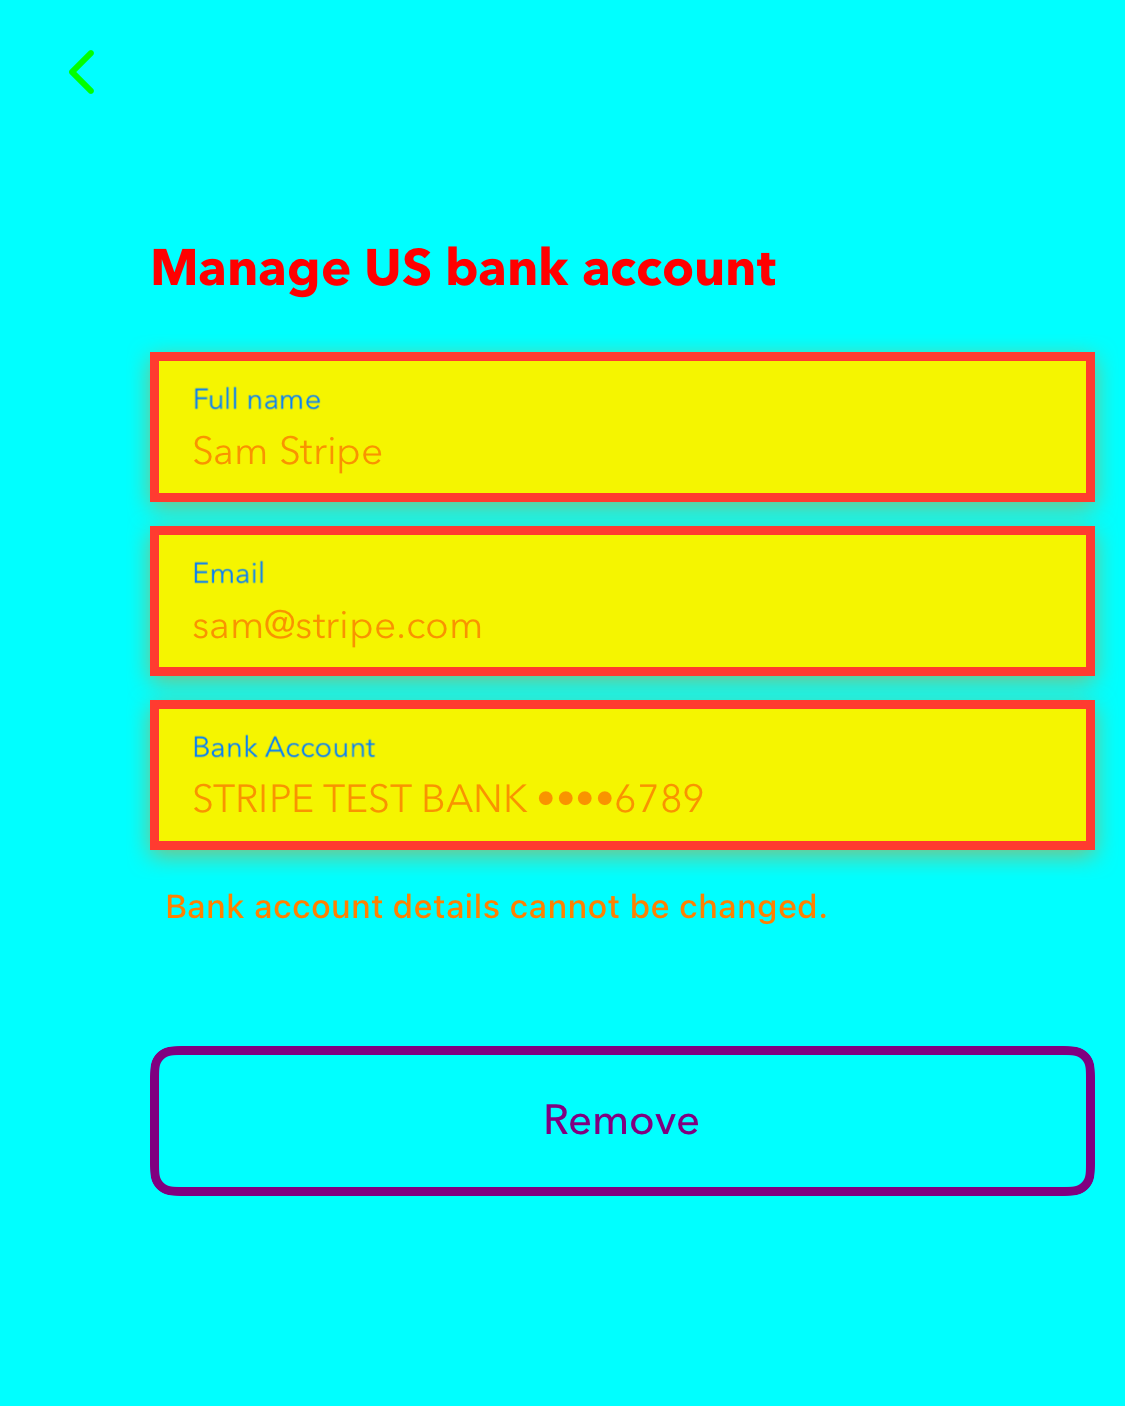 Manage US bank account
Full name
Sam Stripe
Email
sam@stripe.com
Bank Account
STRIPE TEST BANK ••••6789
Bank account details cannot be changed.
Remove